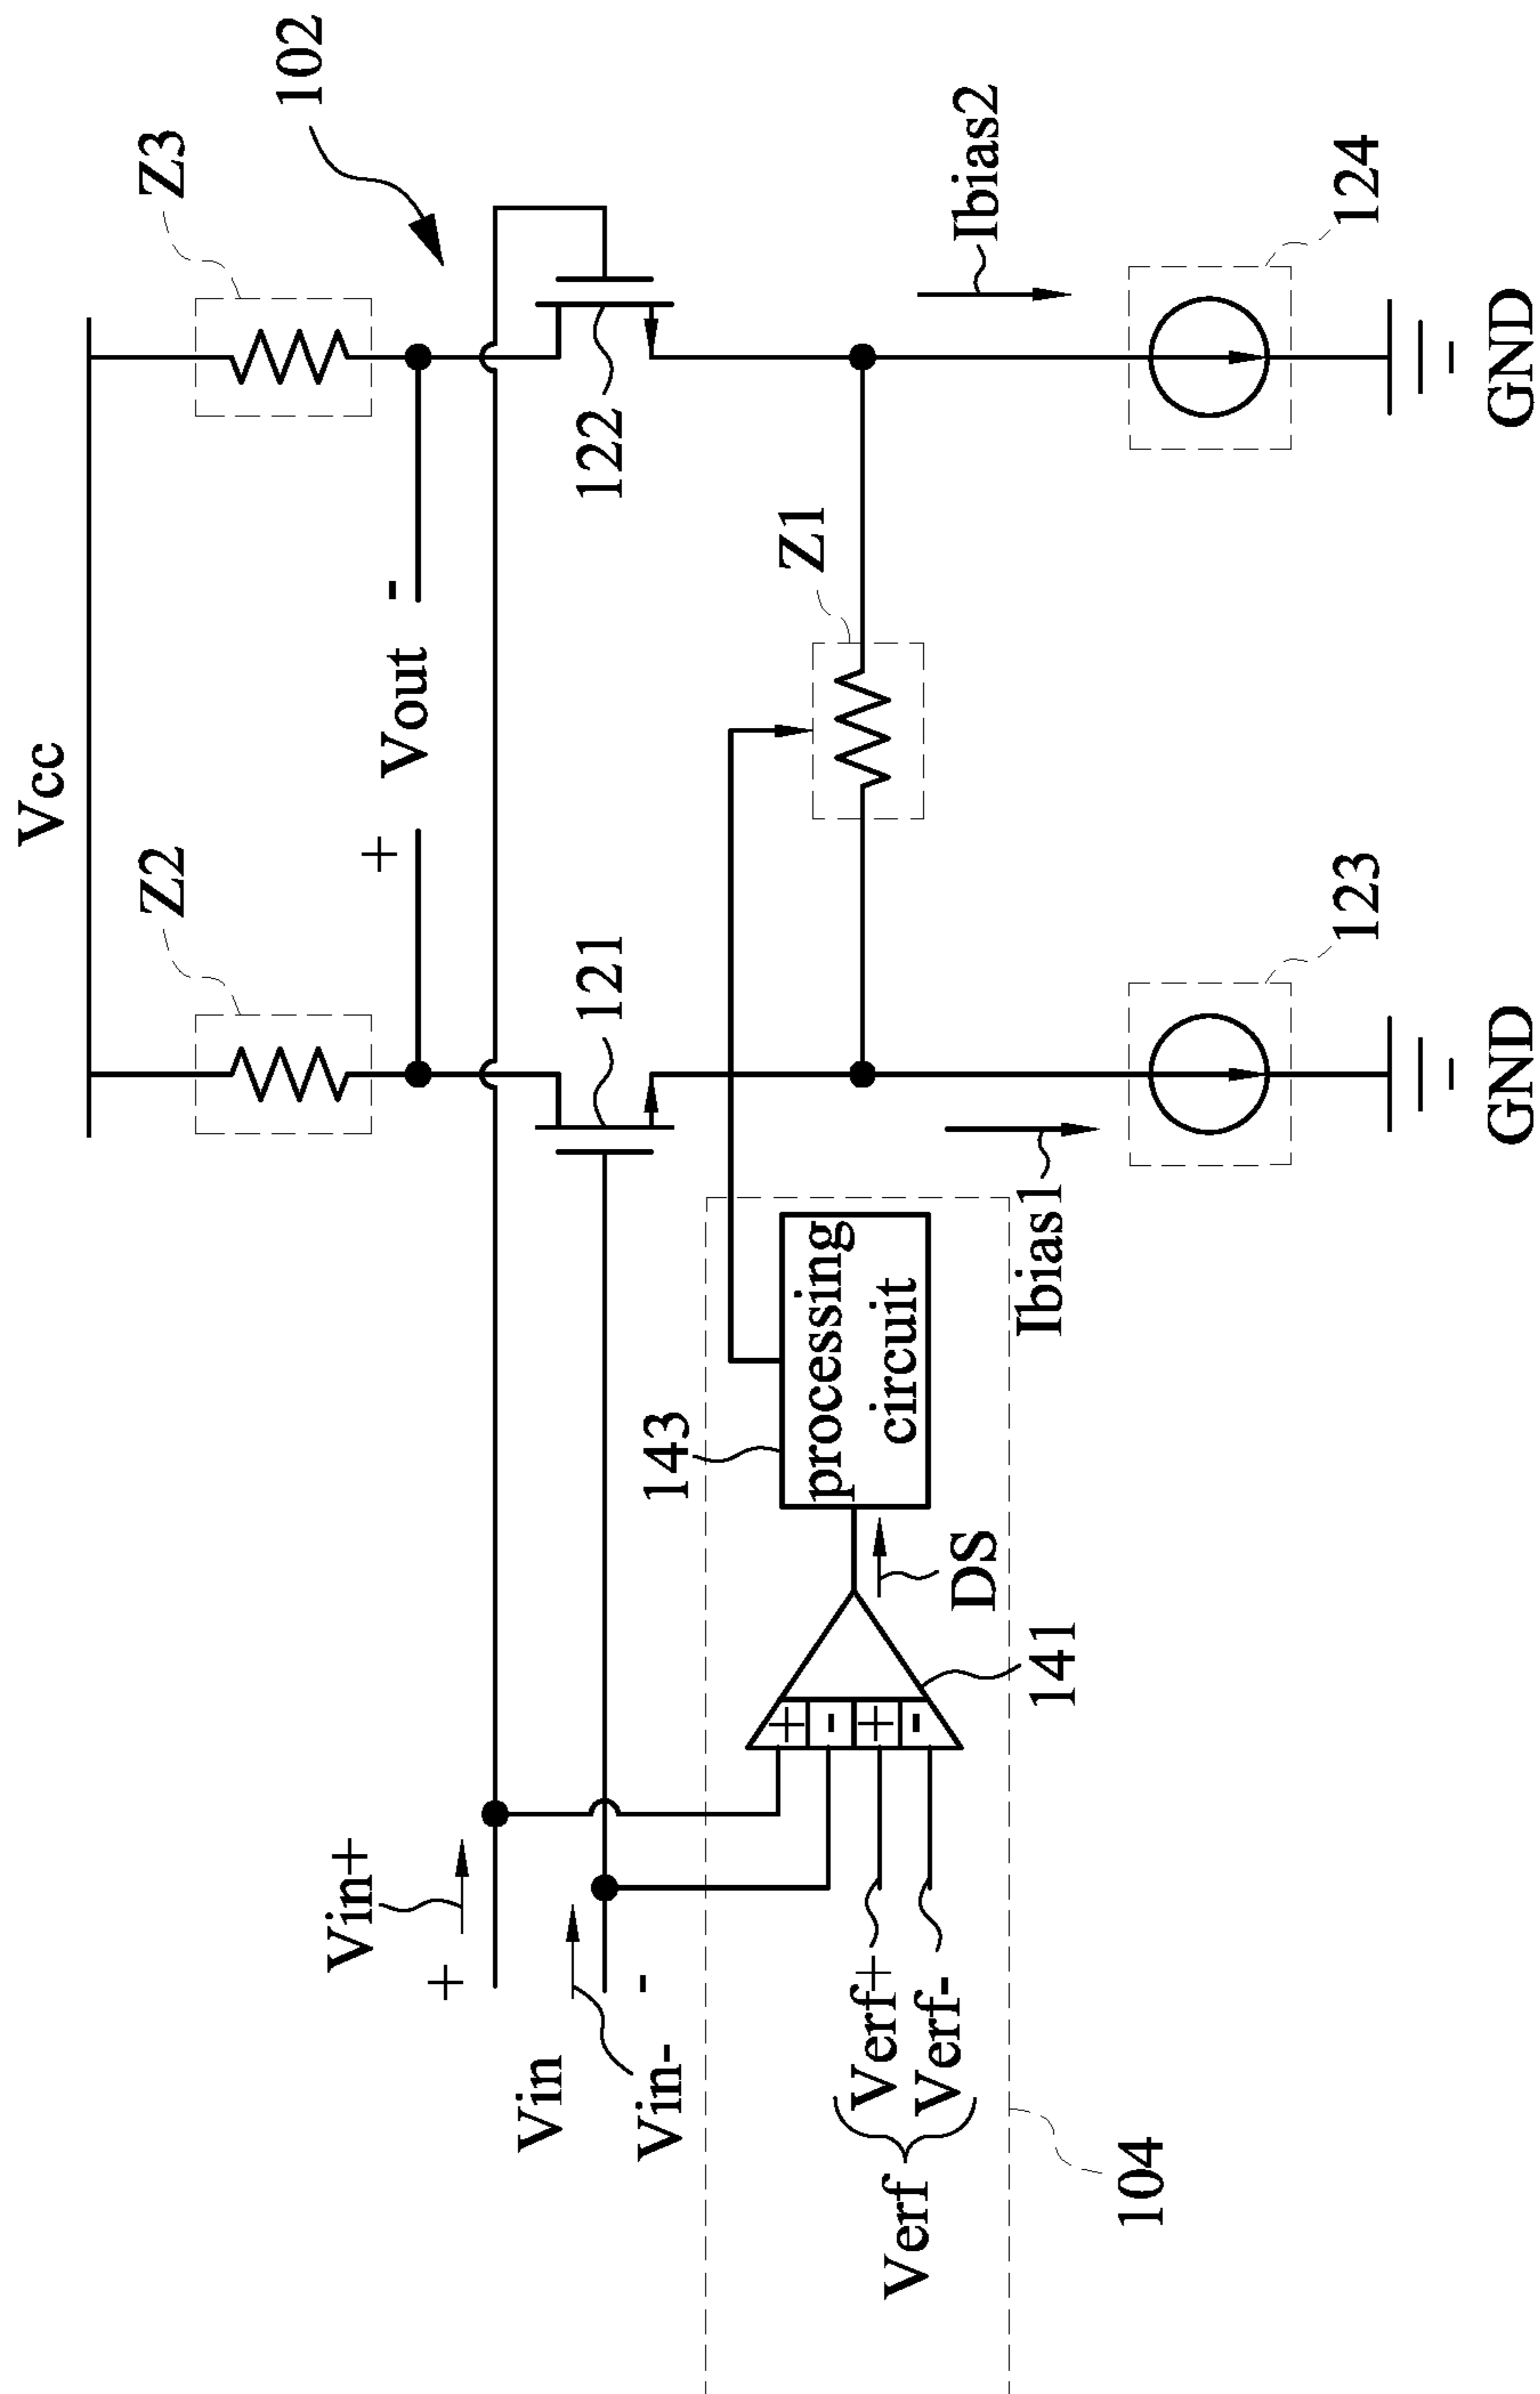 Vcc
Z2
Z3
102
+ Vout -
Vin+
+
Vin
-
Vin-
121
122
143
processing
circuit
Z1
+
-
+
-
DS
141
Verf+
Verf-
Verf
104
Ibias1
Ibias2
123
124
GND
GND